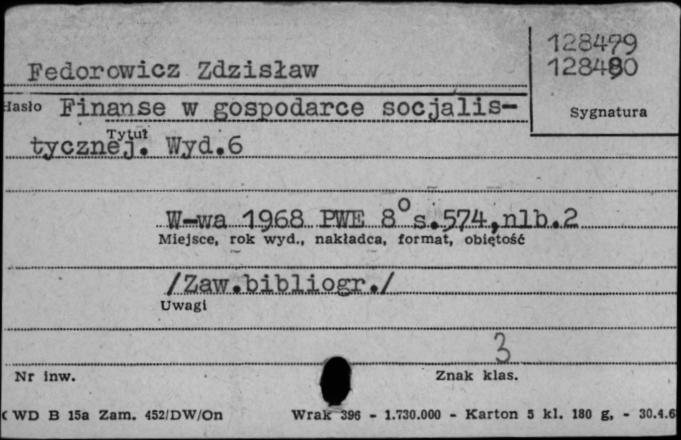 128479
128480
Fedorowicz Zdzisław
Hasło Finanse w gospodarce socjalis-
Sygnatura
Tytuł
tycznej. Wyd.6
W-wa 1968 PWE 8° s.574,nlb.2
Miejsce, rok wyd., nakładca, format, objętość
/Zaw.bibliogr./
Uwagi
3
Nr inw.
Znak klas.
CWD B 15a Zam. 452/DW/On Wrak 396 - 1.730.000 - Karton 5 kl. 180 g, - 30.4.6